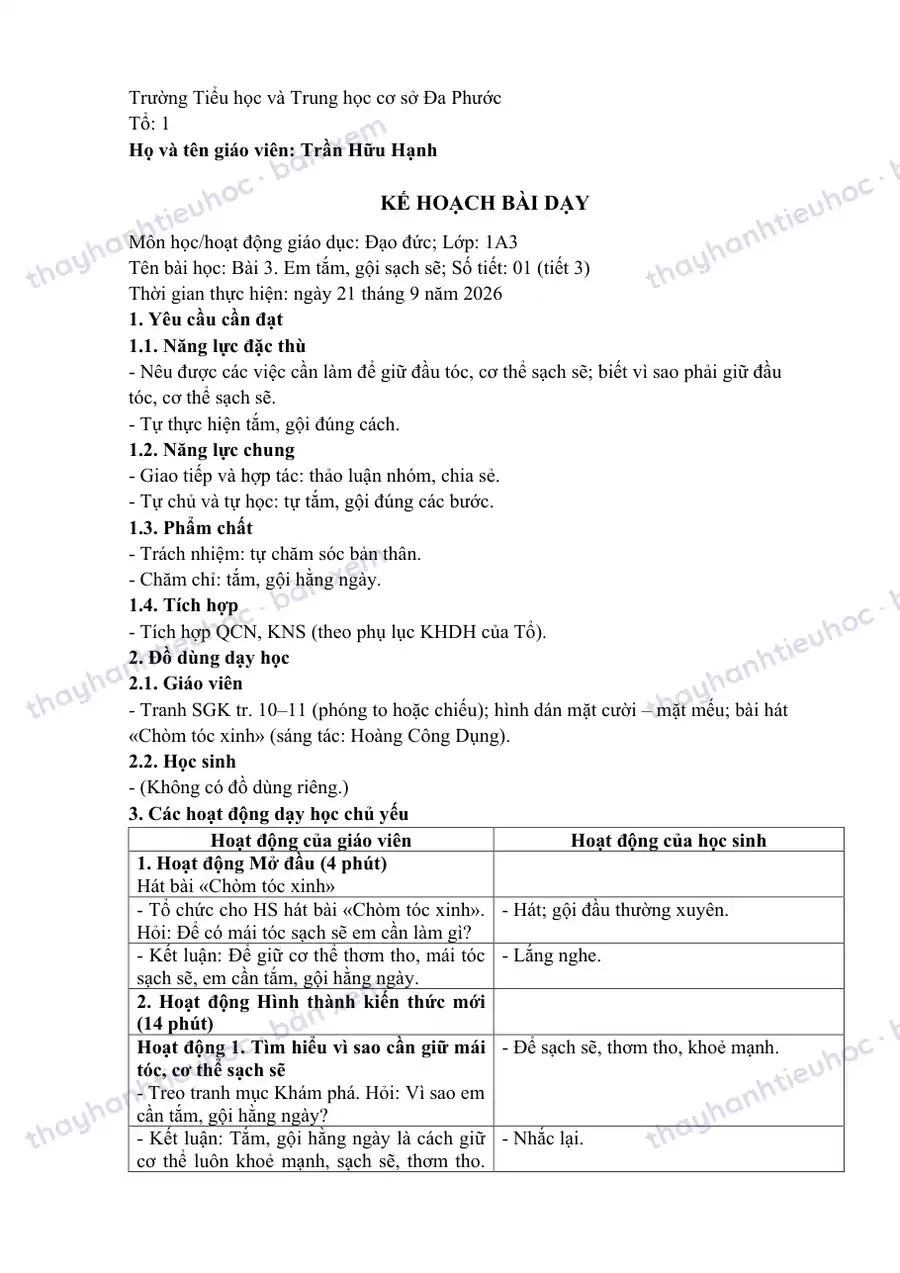 Trường Tiểu học và Trung học cơ sở Đa Phước
Tổ: 1
Họ và tên giáo viên: Trần Hữu Hạnh
KẾ HOẠCH BÀI DẠY
Môn học/hoạt động giáo dục: Đạo đức; Lớp: 1A3
Tên bài học: Bài 3. Em tắm, gội sạch sẽ; Số tiết: 01 (tiết 3)
Thời gian thực hiện: ngày 21 tháng 9 năm 2026
1. Yêu cầu cần đạt
1.1. Năng lực đặc thù
- Nêu được các việc cần làm để giữ đầu tóc, cơ thể sạch sẽ; biết vì sao phải giữ đầu
tóc, cơ thể sạch sẽ.
- Tự thực hiện tắm, gội đúng cách.
1.2. Năng lực chung
- Giao tiếp và hợp tác: thảo luận nhóm, chia sẻ.
- Tự chủ và tự học: tự tắm, gội đúng các bước.
1.3. Phẩm chất
- Trách nhiệm: tự chăm sóc bản thân.
- Chăm chỉ: tắm, gội hằng ngày.
1.4. Tích hợp
- Tích hợp QCN, KNS (theo phụ lục KHDH của Tổ).
2. Đồ dùng dạy học
2.1. Giáo viên
- Tranh SGK tr. 10–11 (phóng to hoặc chiếu); hình dán mặt cười – mặt mếu; bài hát
«Chòm tóc xinh» (sáng tác: Hoàng Công Dụng).
2.2. Học sinh
- (Không có đồ dùng riêng.)
3. Các hoạt động dạy học chủ yếu
Hoạt động của giáo viên
Hoạt động của học sinh
1. Hoạt động Mở đầu (4 phút)
Hát bài «Chòm tóc xinh»
- Tổ chức cho HS hát bài «Chòm tóc xinh».
Hỏi: Để có mái tóc sạch sẽ em cần làm gì?
- Hát; gội đầu thường xuyên.
- Kết luận: Để giữ cơ thể thơm tho, mái tóc
sạch sẽ, em cần tắm, gội hằng ngày.
- Lắng nghe.
2. Hoạt động Hình thành kiến thức mới
(14 phút)
Hoạt động 1. Tìm hiểu vì sao cần giữ mái
tóc, cơ thể sạch sẽ
- Treo tranh mục Khám phá. Hỏi: Vì sao em
cần tắm, gội hằng ngày?
- Để sạch sẽ, thơm tho, khoẻ mạnh.
- Kết luận: Tắm, gội hằng ngày là cách giữ
cơ thể luôn khoẻ mạnh, sạch sẽ, thơm tho.
- Nhắc lại.
thayhanhtieuhoc · bản xem
thayhanhtieuhoc · b
thayhanhtieuhoc · bản xem
thayhanhtieuhoc · b
thayhanhtieuhoc · bản xem
thayhanhtieuhoc · b